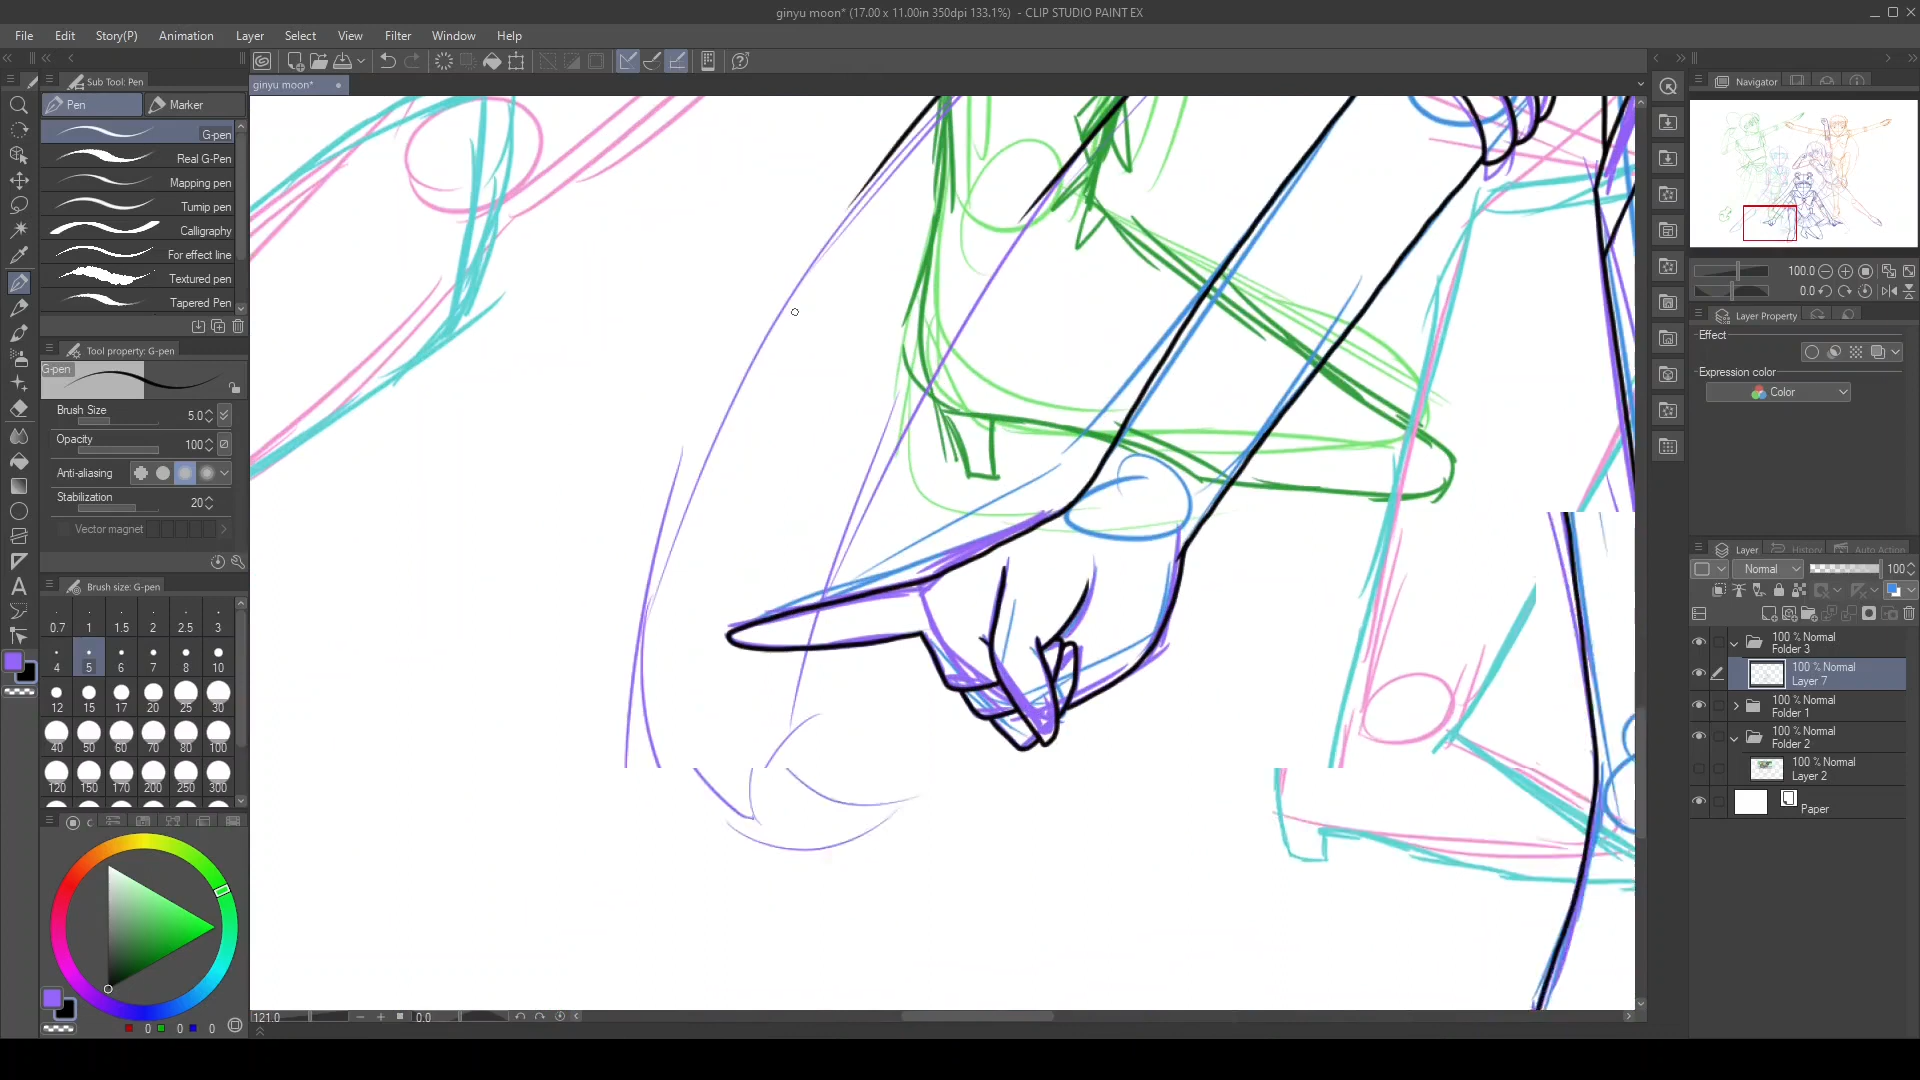 ginyu moon* (17.00 x 11.00in 350dpi 133.1%) - CLIP STUDIO PAINT EX
File Edit Story(P) Animation Layer Select View Filter Window Help
Sub Tool: Pen
ginyu moon*
Navigator
Pen Marker
G-pen
Real G-Pen
Mapping pen
Turnip pen
Calligraphy
For effect line
Textured pen
Tapered Pen
Tool property: G-pen
G-pen
Brush Size 5.0
Opacity 100
Anti-aliasing
Stabilization 20
Vector magnet
Brush size: G-pen
0.7 1 1.5 2 2.5 3
4 5 6 7 8 10
12 15 17 20 25 30
40 50 60 70 80 100
120 150 170 200 250 300
0 0 0
121.0 0.0
100.0
0.0
Layer Property
Effect
Expression color
Color
Layer History Auto Action
Normal 100
100 % Normal
Folder 3
100 % Normal
Layer 7
100 % Normal
Folder 1
100 % Normal
Folder 2
100 % Normal
Layer 2
Paper